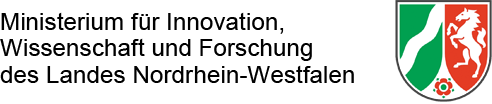 Ministerium für Innovation,
Wissenschaft und Forschung
des Landes Nordrhein-Westfalen